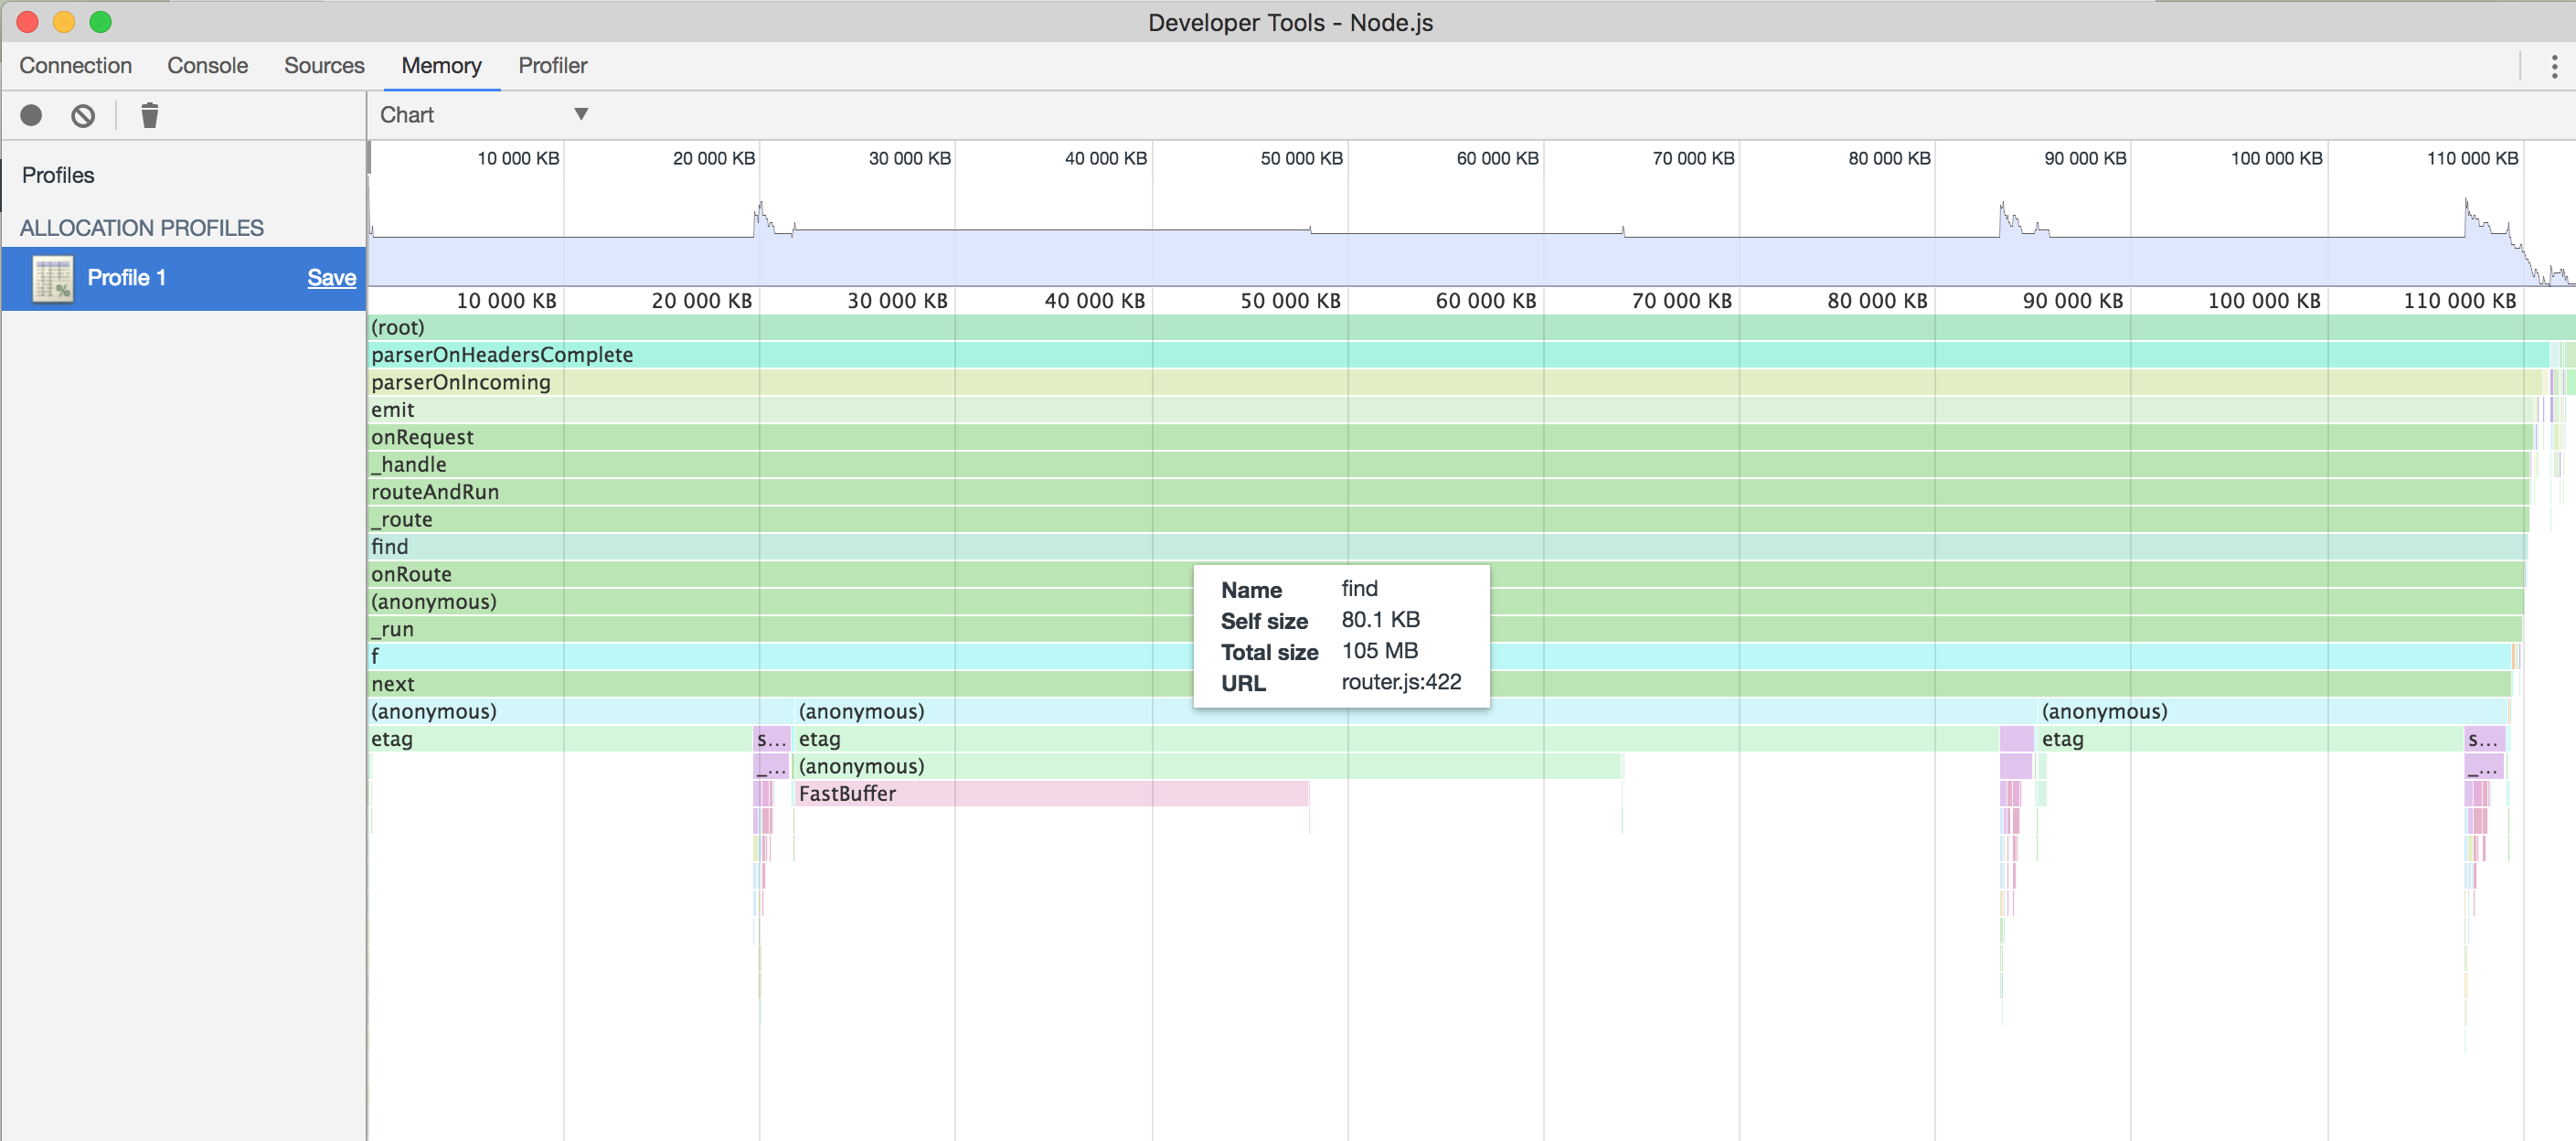 Developer Tools - Node.js
Connection Console Sources Memory Profiler
Chart
Profiles
ALLOCATION PROFILES
Profile 1 Save
10 000 KB 20 000 KB 30 000 KB 40 000 KB 50 000 KB 60 000 KB 70 000 KB 80 000 KB 90 000 KB 100 000 KB 110 000 KB
10 000 KB 20 000 KB 30 000 KB 40 000 KB 50 000 KB 60 000 KB 70 000 KB 80 000 KB 90 000 KB 100 000 KB 110 000 KB
(root)
parserOnHeadersComplete
parserOnIncoming
emit
onRequest
_handle
routeAndRun
_route
find
onRoute
(anonymous)
_run
f
next
Name find
Self size 80.1 KB
Total size 105 MB
URL router.js:422
(anonymous) (anonymous) (anonymous)
etag s... etag etag s...
_... (anonymous) _...
FastBuffer